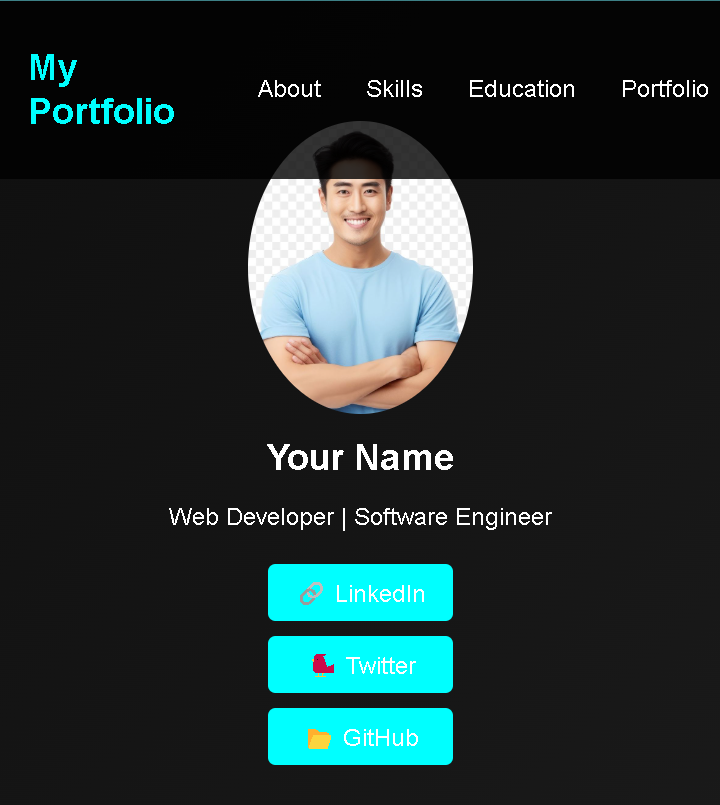 My
Portfolio
About Skills Education Portfolio
Your Name
Web Developer | Software Engineer
LinkedIn
Twitter
GitHub